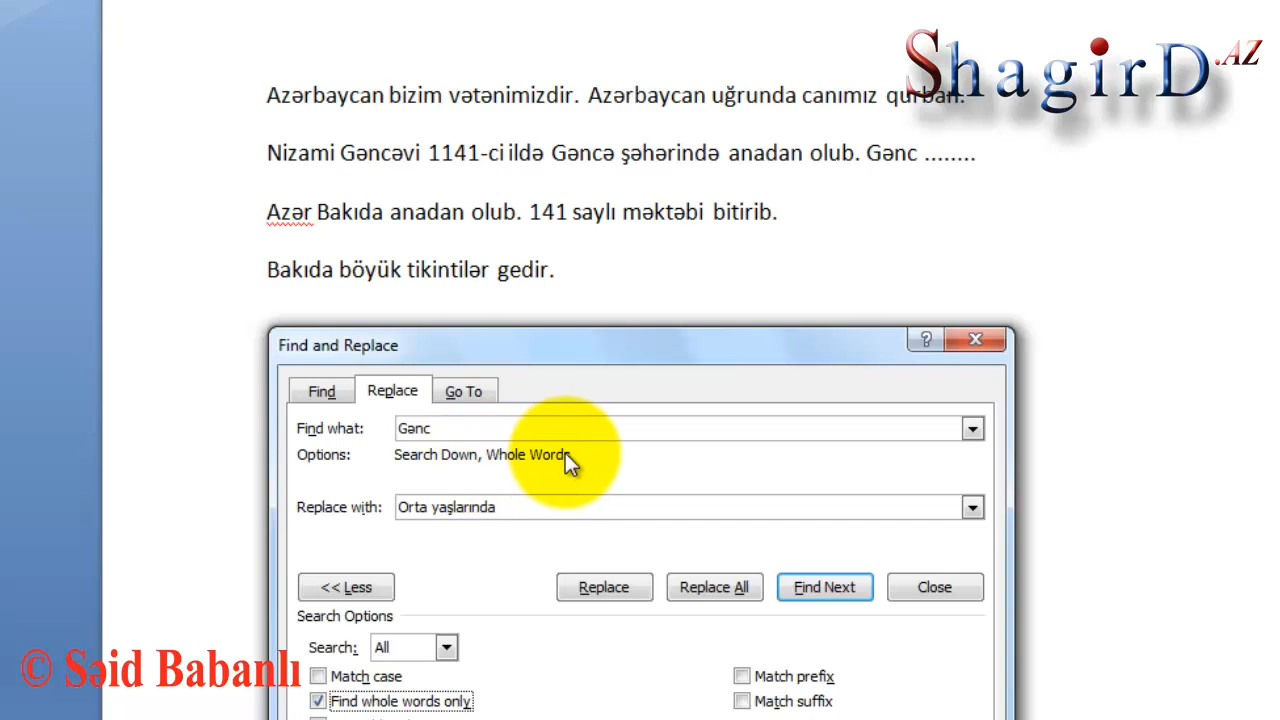 ShagirD.AZ
Azərbaycan bizim vətənimizdir. Azərbaycan uğrunda canımız qurban.
Nizami Gəncəvi 1141-ci ildə Gəncə şəhərində anadan olub. Gənc ........
Azər Bakıda anadan olub. 141 saylı məktəbi bitirib.
Bakıda böyük tikintilər gedir.
Find and Replace
Find Replace Go To
Find what: Gənc
Options: Search Down, Whole Words
Replace with: Orta yaşlarında
<< Less Replace Replace All Find Next Close
Search Options
Search: All
© Səid Babanlı
Match case Match prefix
Find whole words only Match suffix